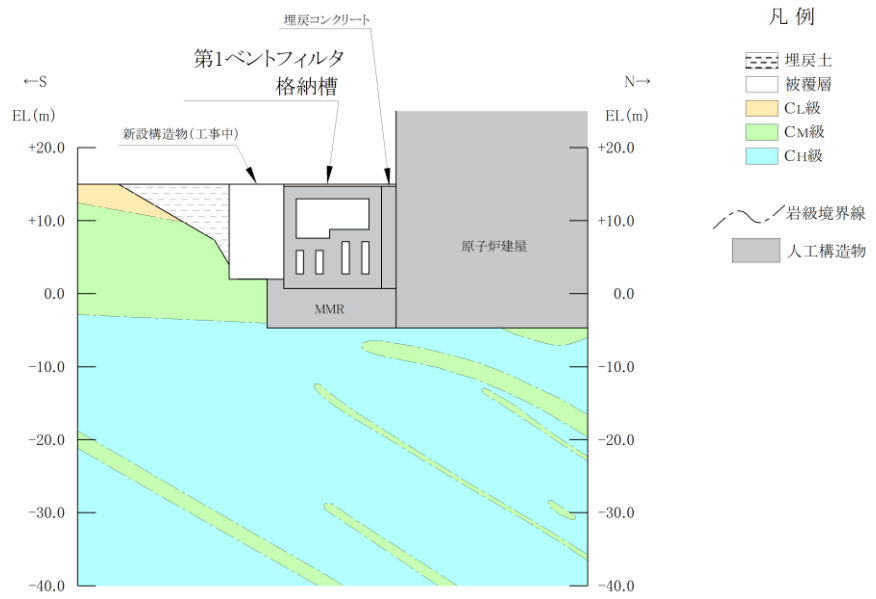 埋戻コンクリート
第1ベントフィルタ
格納槽
新設構造物(工事中)
←S
N→
EL(m)
EL(m)
+20.0
+10.0
0.0
-10.0
-20.0
-30.0
-40.0
+20.0
+10.0
0.0
-10.0
-20.0
-30.0
-40.0
原子炉建屋
MMR
凡 例
埋戻土
被覆層
CL級
CM級
CH級
岩級境界線
人工構造物